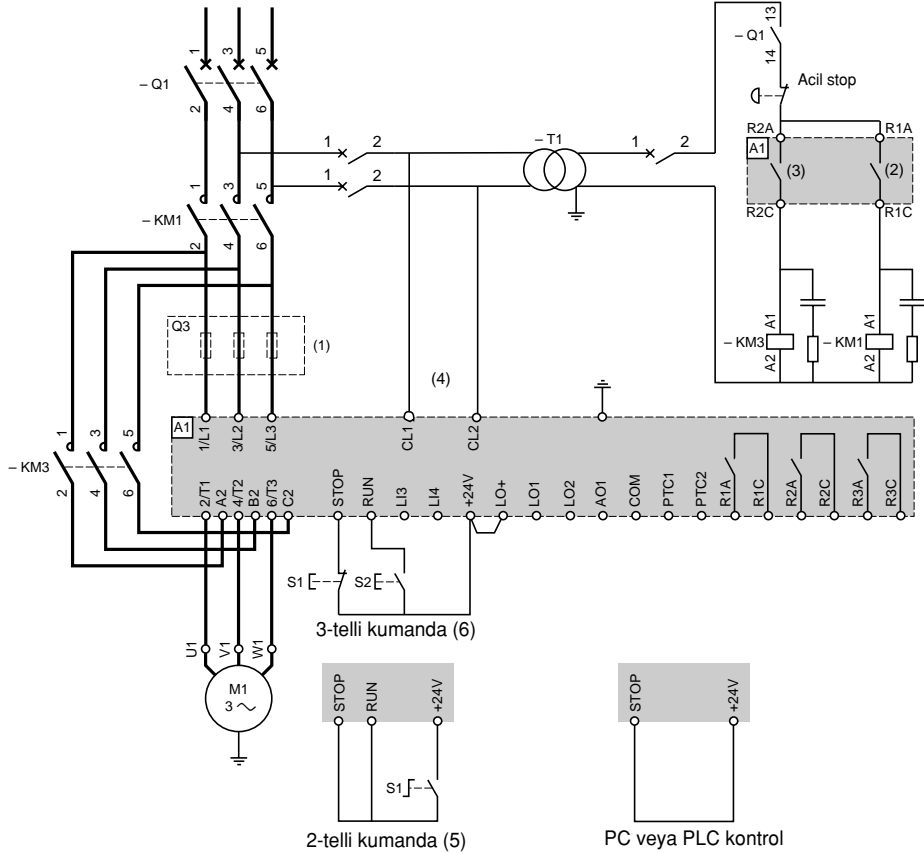 1 3 5
– Q1
2 4 6
13
– Q1
14
Acil stop
1 2
1 2
– T1
1 2
R2A R1A
A1
(3) (2)
R2C R1C
1 3 5
– KM1
2 4 6
Q3
(1)
A1 A1
– KM3 – KM1
A2 A2
(4)
A1
1/L1 3/L2 5/L3 CL1 CL2
1 3 5
– KM3
2 4 6
2/T1 A2 4/T2 B2 6/T3 C2 STOP RUN LI3 LI4 +24V LO+ LO1 LO2 AO1 COM PTC1 PTC2 R1A R1C R2A R2C R3A R3C
S1 S2
3-telli kumanda (6)
U1 V1 W1
M1
3
STOP RUN +24V
S1
2-telli kumanda (5)
STOP +24V
PC veya PLC kontrol